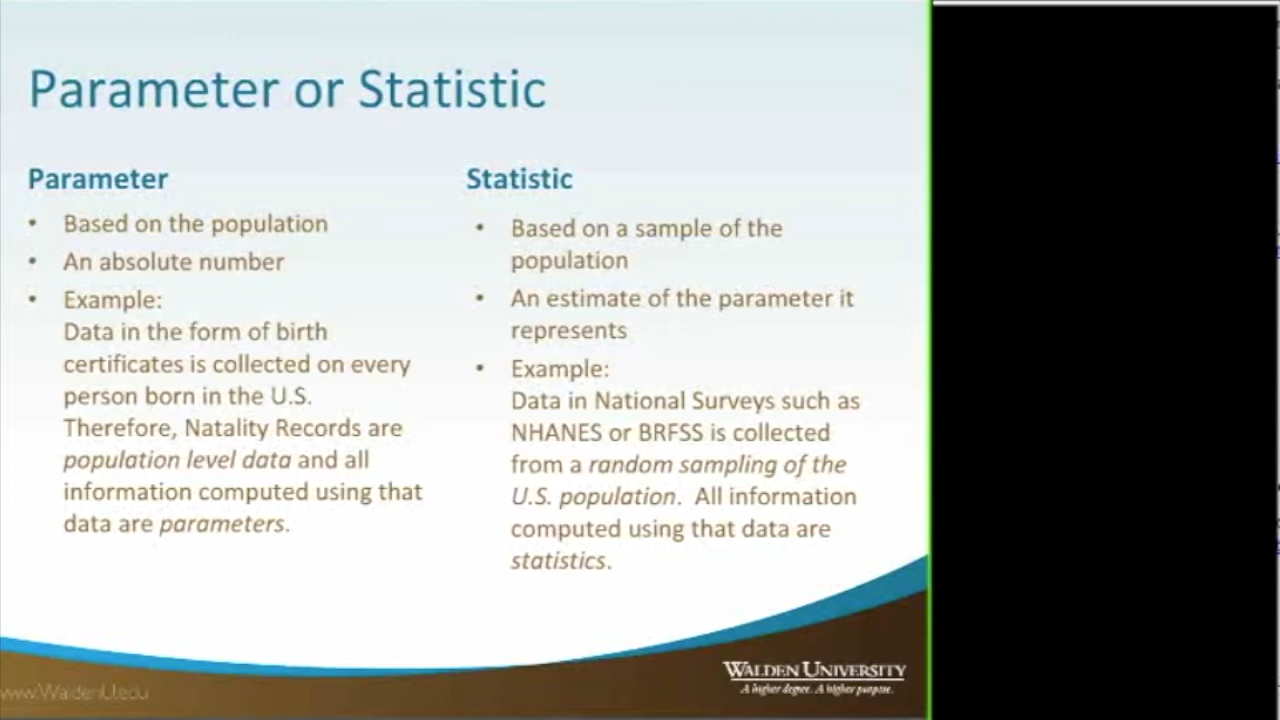 Parameter or Statistic
Parameter
• Based on the population
• An absolute number
• Example:
Data in the form of birth
certificates is collected on every
person born in the U.S.
Therefore, Natality Records are
population level data and all
information computed using that
data are parameters.
Statistic
• Based on a sample of the
population
• An estimate of the parameter it
represents
• Example:
Data in National Surveys such as
NHANES or BRFSS is collected
from a random sampling of the
U.S. population. All information
computed using that data are
statistics.
www.WaldenU.edu
WALDEN UNIVERSITY
A higher degree. A higher purpose.